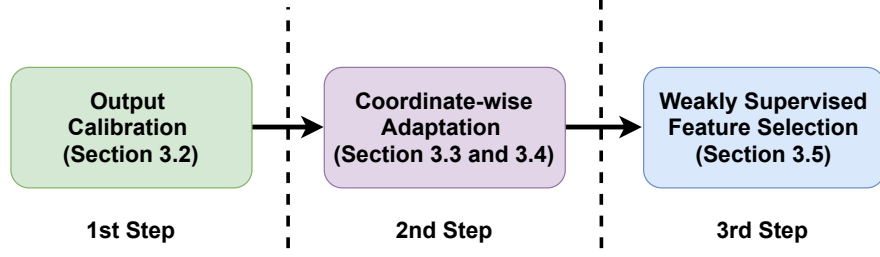 Output
Calibration
(Section 3.2)
Coordinate-wise
Adaptation
(Section 3.3 and 3.4)
Weakly Supervised
Feature Selection
(Section 3.5)
1st Step
2nd Step
3rd Step